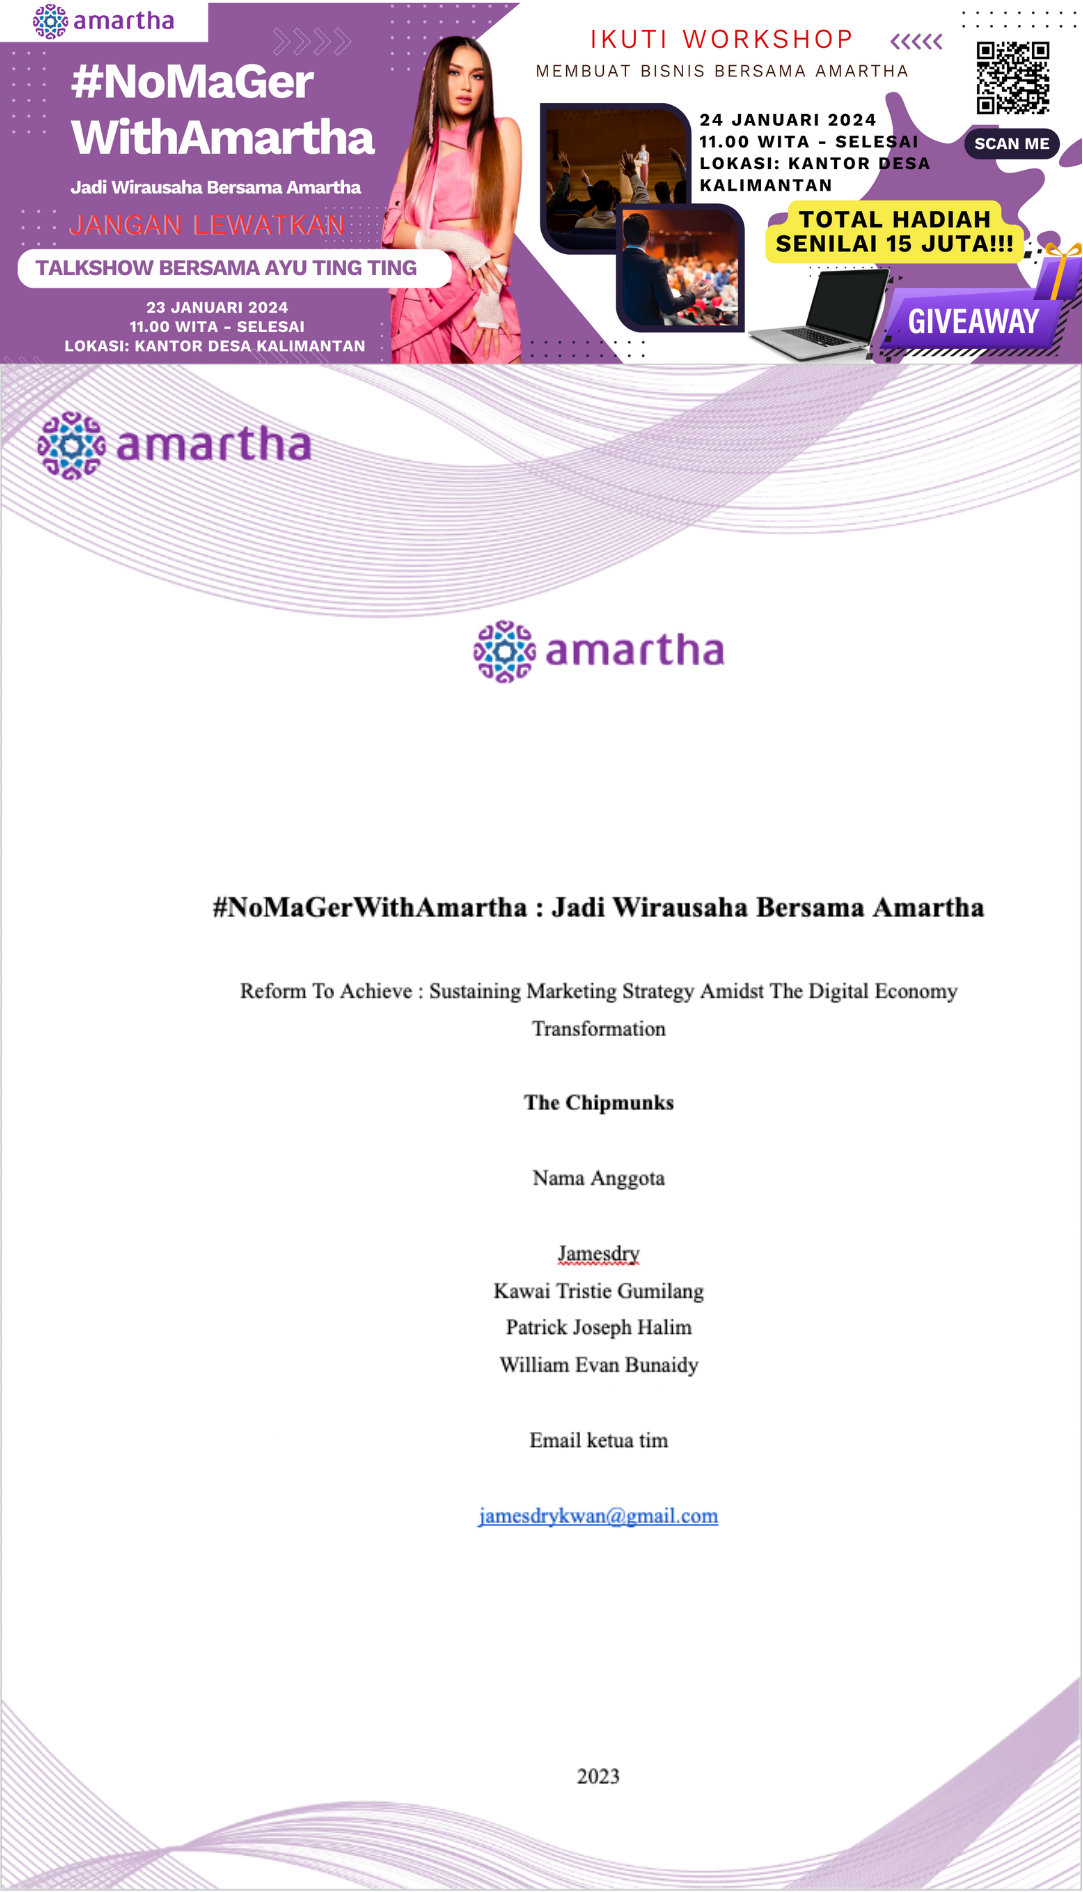 amartha
#NoMaGer
WithAmartha
Jadi Wirausaha Bersama Amartha
JANGAN LEWATKAN
TALKSHOW BERSAMA AYU TING TING
23 JANUARI 2024
11.00 WITA - SELESAI
LOKASI: KANTOR DESA KALIMANTAN
IKUTI WORKSHOP
MEMBUAT BISNIS BERSAMA AMARTHA
24 JANUARI 2024
11.00 WITA - SELESAI
LOKASI: KANTOR DESA
KALIMANTAN
SCAN ME
TOTAL HADIAH
SENILAI 15 JUTA!!!
GIVEAWAY
amartha
amartha
#NoMaGerWithAmartha : Jadi Wirausaha Bersama Amartha
Reform To Achieve : Sustaining Marketing Strategy Amidst The Digital Economy
Transformation
The Chipmunks
Nama Anggota
Jamesdry
Kawai Tristie Gumilang
Patrick Joseph Halim
William Evan Bunaidy
Email ketua tim
jamesdrykwan@gmail.com
2023